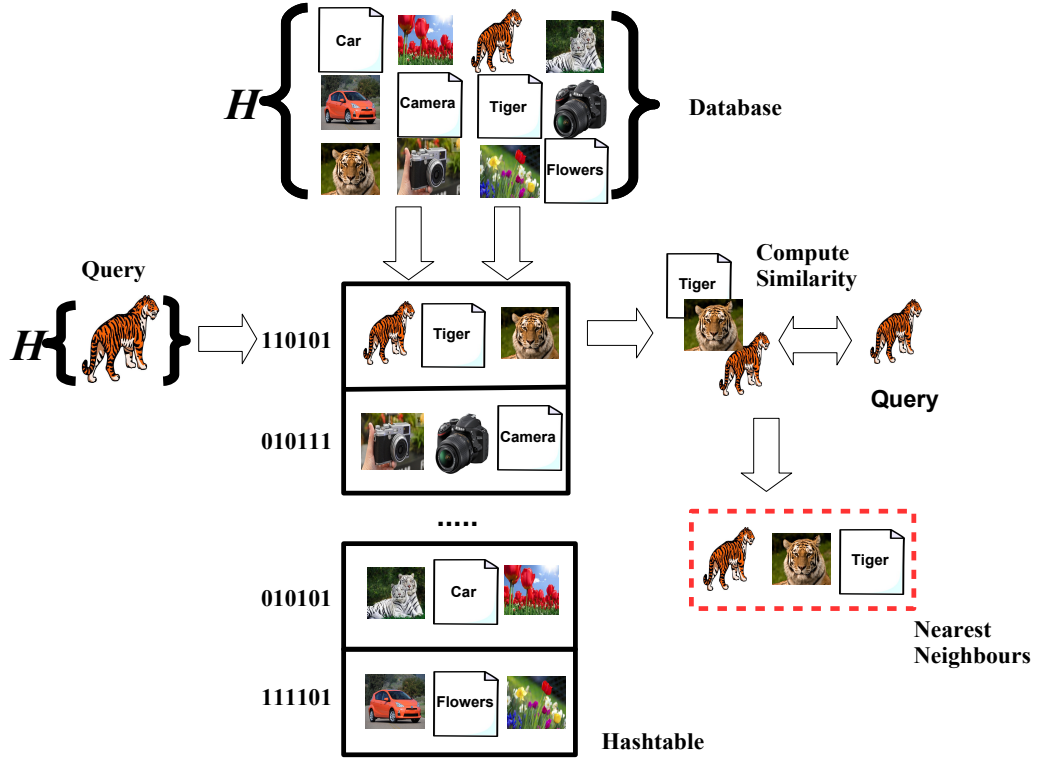 Car
H
Camera
Tiger
Database
Flowers
Query
Compute
Similarity
Tiger
H
110101
Tiger
Query
010111
Camera
.....
Tiger
010101
Car
Nearest
Neighbours
111101
Flowers
Hashtable